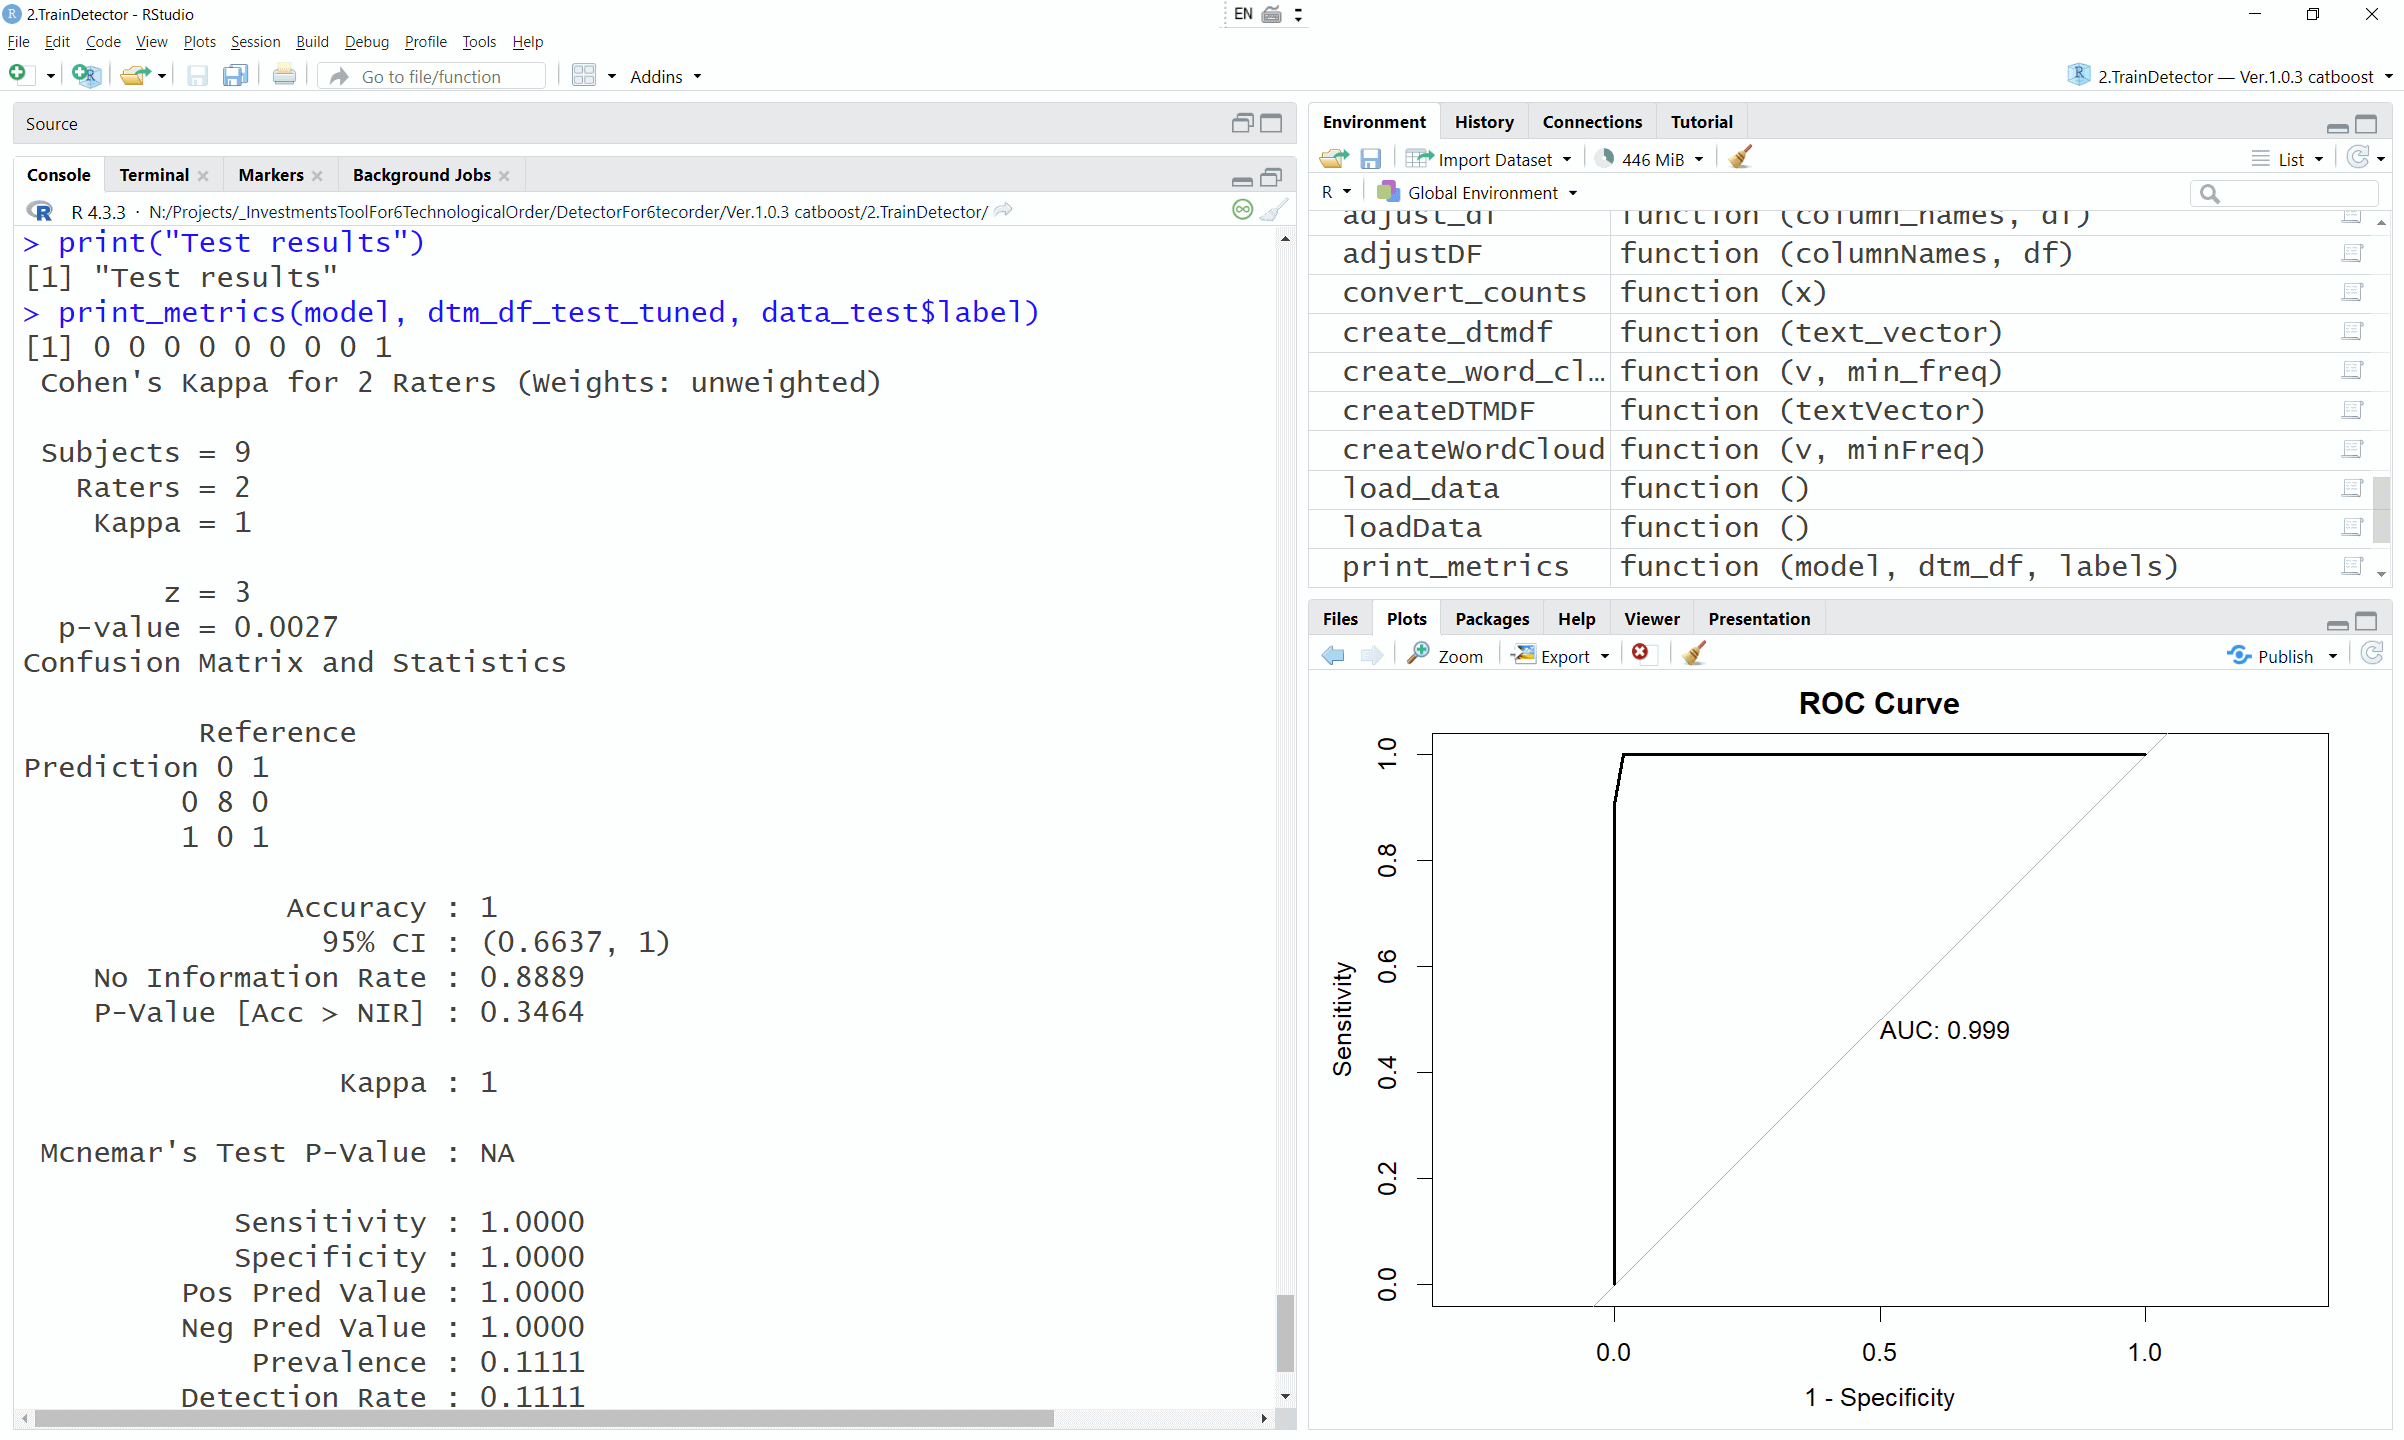 2.TrainDetector - RStudio
EN
File Edit Code View Plots Session Build Debug Profile Tools Help
Go to file/function
Addins
2.TrainDetector — Ver.1.0.3 catboost
Source
Console Terminal Markers Background Jobs
R 4.3.3 · N:/Projects/_InvestmentsToolFor6TechnologicalOrder/DetectorFor6tecorder/Ver.1.0.3 catboost/2.TrainDetector/
> print("Test results")
[1] "Test results"
> print_metrics(model, dtm_df_test_tuned, data_test$label)
[1] 0 0 0 0 0 0 0 0 1
Cohen's Kappa for 2 Raters (Weights: unweighted)
Subjects = 9
Raters = 2
Kappa = 1
z = 3
p-value = 0.0027
Confusion Matrix and Statistics
Reference
Prediction 0 1
0 8 0
1 0 1
Accuracy : 1
95% CI : (0.6637, 1)
No Information Rate : 0.8889
P-Value [Acc > NIR] : 0.3464
Kappa : 1
Mcnemar's Test P-Value : NA
Sensitivity : 1.0000
Specificity : 1.0000
Pos Pred Value : 1.0000
Neg Pred Value : 1.0000
Prevalence : 0.1111
Detection Rate : 0.1111
Environment History Connections Tutorial
Import Dataset 446 MiB List
R Global Environment
adjust_df function (column_names, df)
adjustDF function (columnNames, df)
convert_counts function (x)
create_dtmdf function (text_vector)
create_word_cl… function (v, min_freq)
createDTMDF function (textVector)
createWordCloud function (v, minFreq)
load_data function ()
loadData function ()
print_metrics function (model, dtm_df, labels)
Files Plots Packages Help Viewer Presentation
Zoom Export Publish
ROC Curve
1.0
0.8
0.6
0.4
0.2
0.0
Sensitivity
AUC: 0.999
0.0 0.5 1.0
1 - Specificity